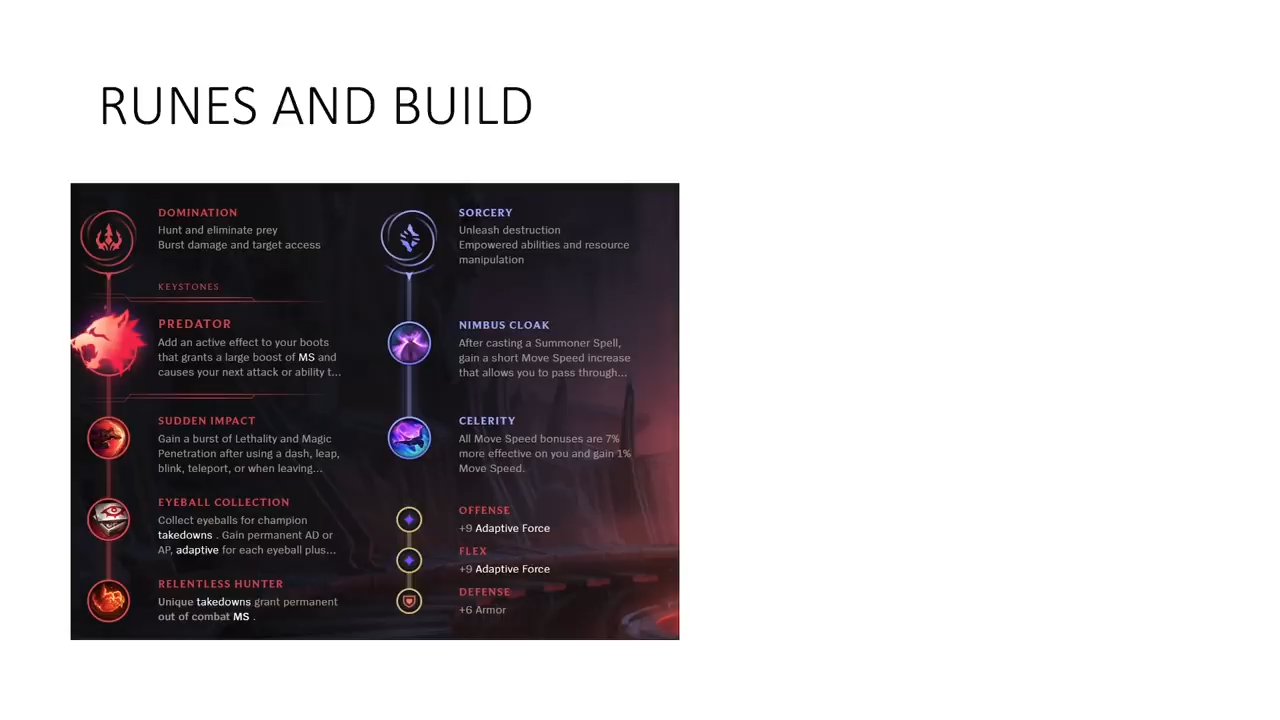 RUNES AND BUILD
DOMINATION
Hunt and eliminate prey
Burst damage and target access
KEYSTONES
PREDATOR
Add an active effect to your boots
that grants a large boost of MS and
causes your next attack or ability t...
SUDDEN IMPACT
Gain a burst of Lethality and Magic
Penetration after using a dash, leap,
blink, teleport, or when leaving...
EYEBALL COLLECTION
Collect eyeballs for champion
takedowns . Gain permanent AD or
AP, adaptive for each eyeball plus...
RELENTLESS HUNTER
Unique takedowns grant permanent
out of combat MS .
SORCERY
Unleash destruction
Empowered abilities and resource
manipulation
NIMBUS CLOAK
After casting a Summoner Spell,
gain a short Move Speed increase
that allows you to pass through...
CELERITY
All Move Speed bonuses are 7%
more effective on you and gain 1%
Move Speed.
OFFENSE
+9 Adaptive Force
FLEX
+9 Adaptive Force
DEFENSE
+6 Armor